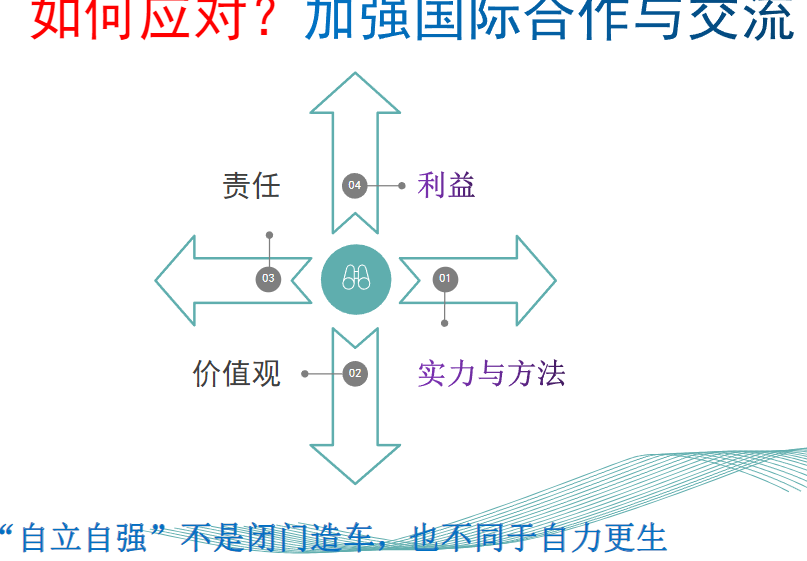 如何应对？加强国际合作与交流
责任
04
利益
03
01
价值观
02
实力与方法
“自立自强”不是闭门造车，也不同于自力更生